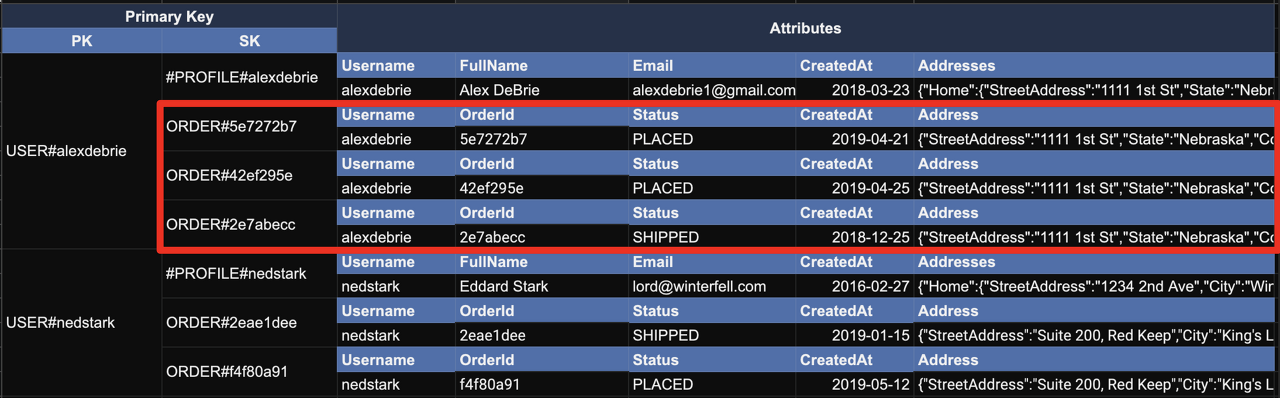 Primary Key
PK SK Attributes
Username FullName Email CreatedAt Addresses
#PROFILE#alexdebrie
alexdebrie Alex DeBrie alexdebrie1@gmail.com 2018-03-23 {"Home":{"StreetAddress":"1111 1st St","State":"Nebr
Username OrderId Status CreatedAt Address
ORDER#5e7272b7
alexdebrie 5e7272b7 PLACED 2019-04-21 {"StreetAddress":"1111 1st St","State":"Nebraska","Co
USER#alexdebrie
Username OrderId Status CreatedAt Address
ORDER#42ef295e
alexdebrie 42ef295e PLACED 2019-04-25 {"StreetAddress":"1111 1st St","State":"Nebraska","Co
Username OrderId Status CreatedAt Address
ORDER#2e7abecc
alexdebrie 2e7abecc SHIPPED 2018-12-25 {"StreetAddress":"1111 1st St","State":"Nebraska","Co
Username FullName Email CreatedAt Addresses
#PROFILE#nedstark
nedstark Eddard Stark lord@winterfell.com 2016-02-27 {"Home":{"StreetAddress":"1234 2nd Ave","City":"Win
Username OrderId Status CreatedAt Address
USER#nedstark ORDER#2eae1dee
nedstark 2eae1dee SHIPPED 2019-01-15 {"StreetAddress":"Suite 200, Red Keep","City":"King's L
Username OrderId Status CreatedAt Address
ORDER#f4f80a91
nedstark f4f80a91 PLACED 2019-05-12 {"StreetAddress":"Suite 200, Red Keep","City":"King's L